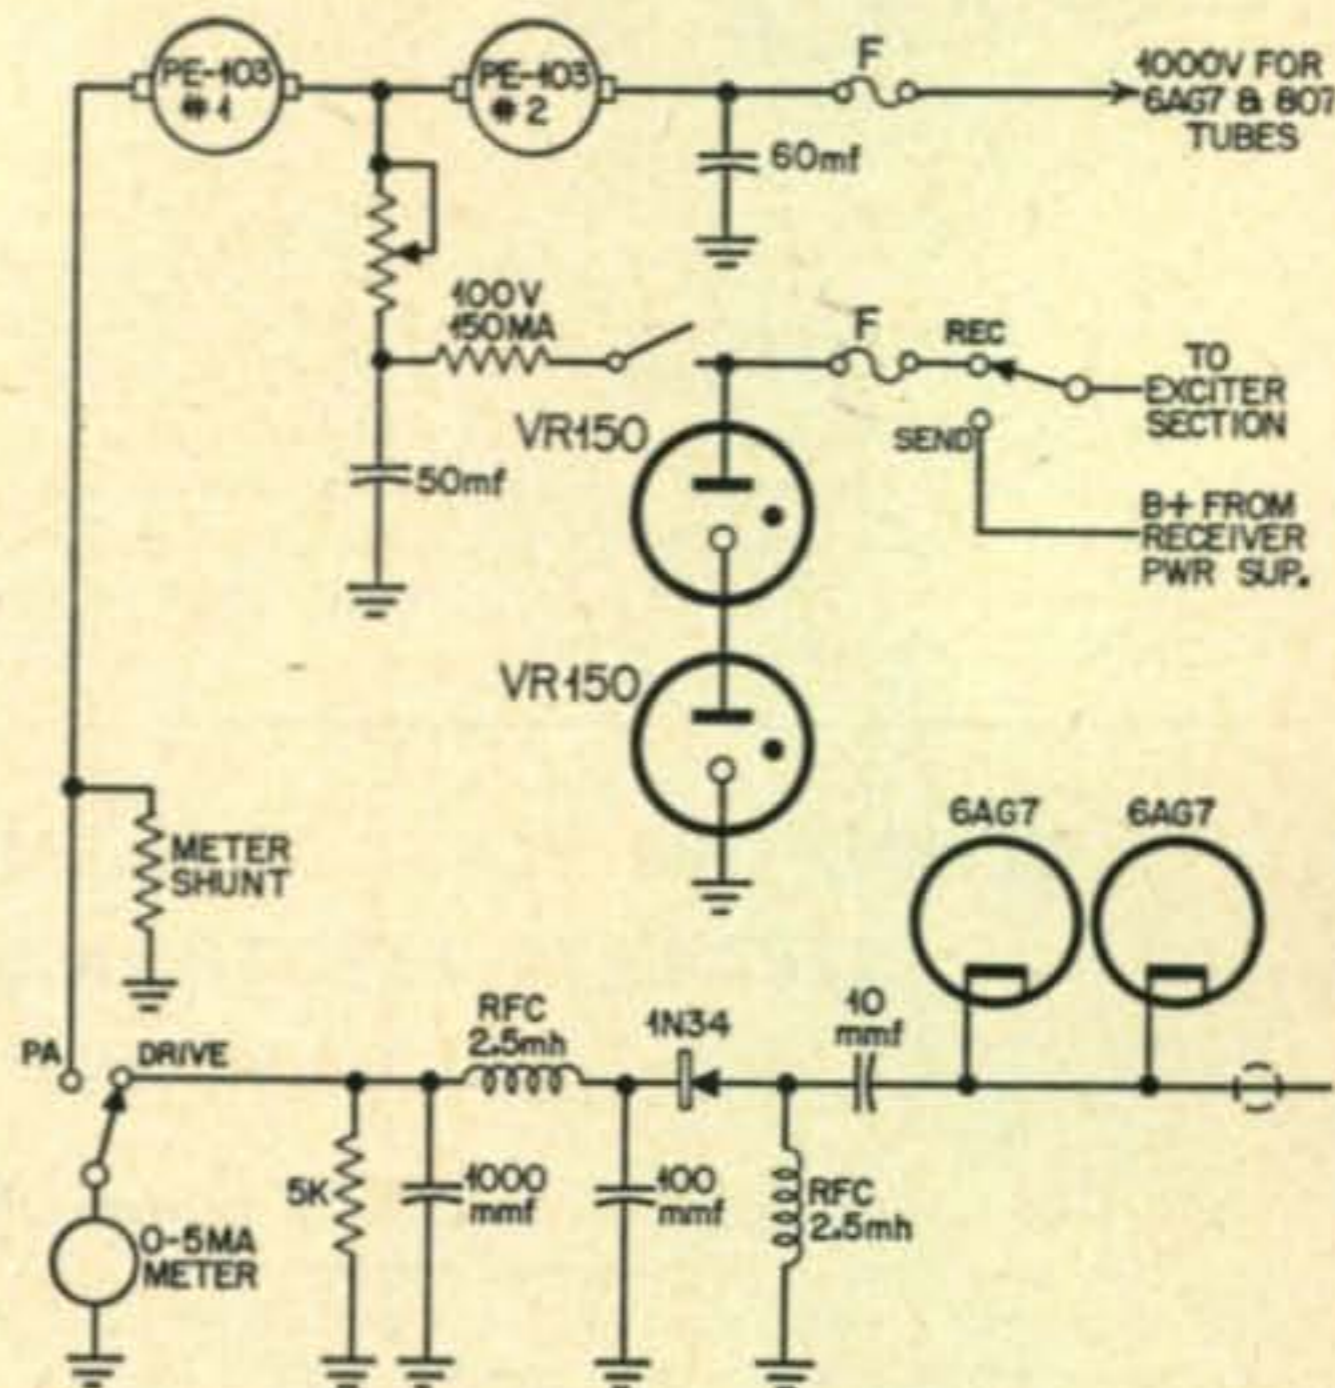 PE-103
#1
PE-103
#2
F
1000V FOR
6AG7 & 807
TUBES
60mf
100V
150MA
F
REC
TO
EXCITER
SECTION
SEND
VR150
50mf
B+ FROM
RECEIVER
PWR SUP.
VR150
METER
SHUNT
6AG7
6AG7
PA
DRIVE
RFC
2.5mh
1N34
10
mmf
5K
1000
mmf
100
mmf
RFC
2.5mh
0-5MA
METER